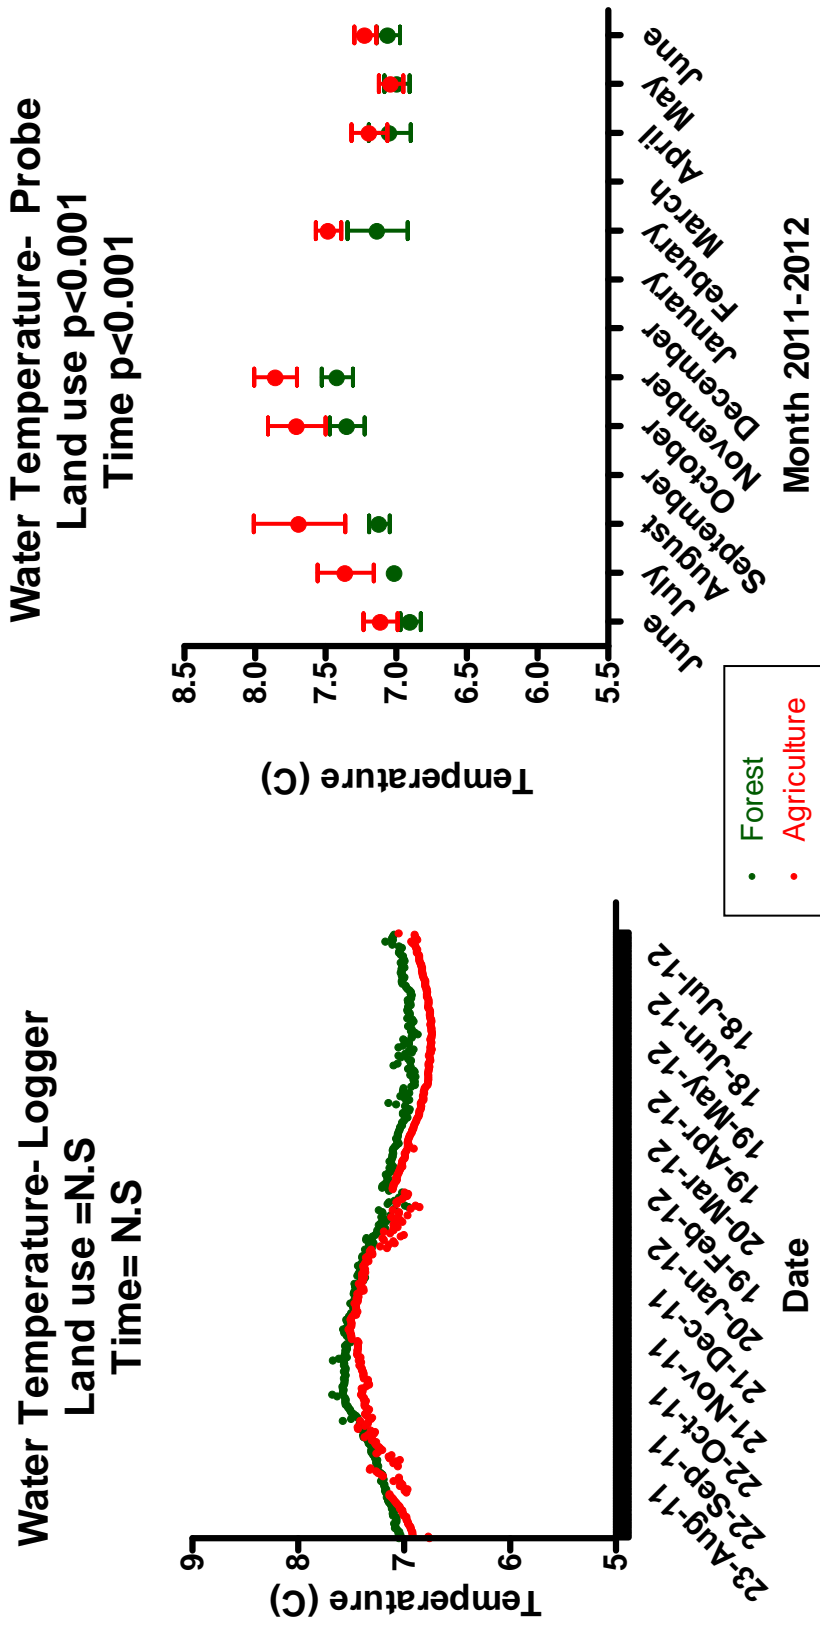 Water Temperature- Logger
Land use =N.S
Time= N.S
Temperature (C)
9
8
7
6
5
23-Aug-11
22-Sep-11
22-Oct-11
21-Nov-11
21-Dec-11
20-Jan-12
19-Feb-12
20-Mar-12
19-Apr-12
19-May-12
18-Jun-12
18-Jul-12
Date
Water Temperature- Probe
Land use p<0.001
Time p<0.001
Temperature (C)
8.5
8.0
7.5
7.0
6.5
6.0
5.5
June
July
August
September
October
November
December
January
Febuary
March
April
May
June
Month 2011-2012
Forest
Agriculture